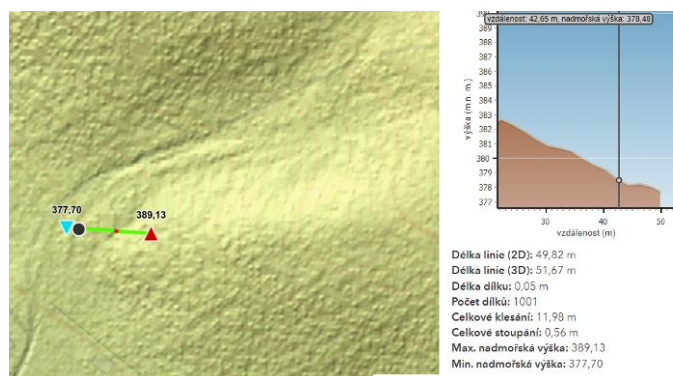 377,70
389,13
vzdálenost: 42,65 m, nadmořská výška: 378,48
390
389
388
387
386
385
384
383
382
381
380
379
378
377
výška (m n. m.)
30
40
50
vzdálenost (m)
Délka linie (2D): 49,82 m
Délka linie (3D): 51,67 m
Délka dílku: 0,05 m
Počet dílků: 1001
Celkové klesání: 11,98 m
Celkové stoupání: 0,56 m
Max. nadmořská výška: 389,13
Min. nadmořská výška: 377,70